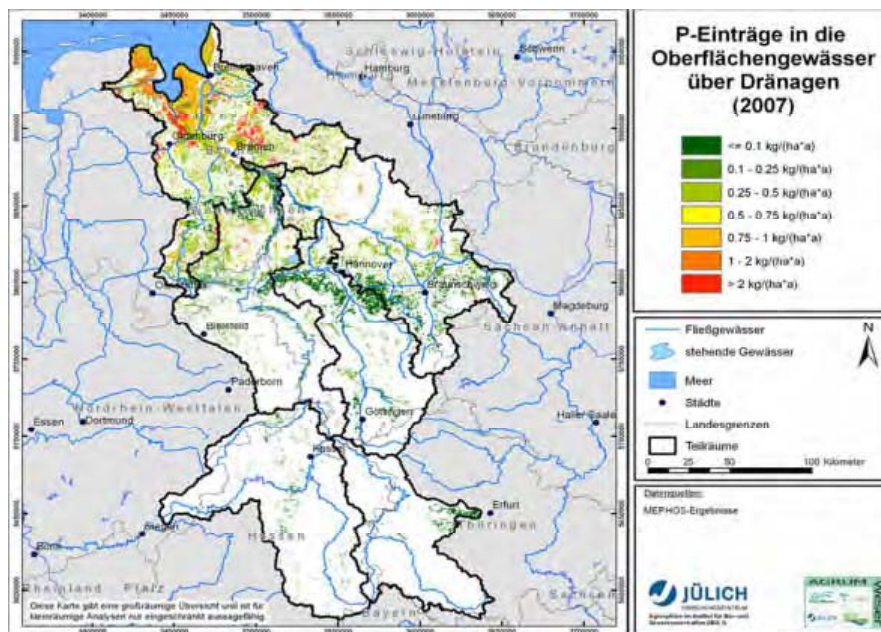 P-Einträge in die
Oberflächengewässer
über Dränagen
(2007)
<= 0.1 kg/(ha*a)
0.1 - 0.25 kg/(ha*a)
0.25 - 0.5 kg/(ha*a)
0.5 - 0.75 kg/(ha*a)
0.75 - 1 kg/(ha*a)
1 - 2 kg/(ha*a)
> 2 kg/(ha*a)
Fließgewässer
stehende Gewässer
Meer
Städte
Landesgrenzen
Teilräume
N
0 25 50 100 Kilometer
Datenquellen:
MEPHOS-Ergebnisse
JÜLICH
FORSCHUNGSZENTRUM
AGRUM
Weser
Schleswig-Holstein
Schwerin
Bremerhaven
Hamburg
Mecklenburg-Vorpommern
Lüneburg
Oldenburg
Bremen
Brandenburg
Hannover
Braunschweig
Magdeburg
Sachsen-Anhalt
Bielefeld
Paderborn
Nordrhein-Westfalen
Essen
Dortmund
Göttingen
Halle/Saale
Kassel
Erfurt
Thüringen
Siegen
Hessen
Bonn
Rheinland Pfalz
Sachsen
Bayern
Diese Karte gibt eine großräumige Übersicht und ist für
kleinräumige Analysen nur eingeschränkt aussagefähig.